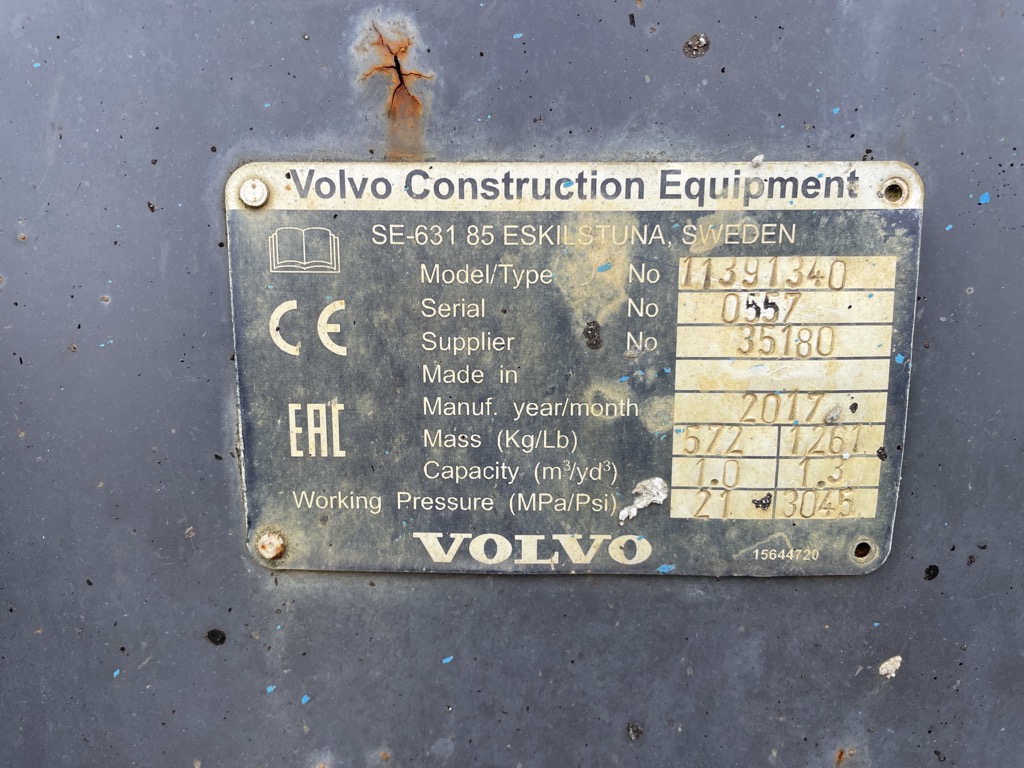 Volvo Construction Equipment
SE-631 85 ESKILSTUNA, SWEDEN
Model/Type No 11391340
Serial No 0557
Supplier No 35180
Made in
Manuf. year/month 2017
Mass (Kg/Lb) 572 1261
Capacity (m³/yd³) 1.0 1.3
Working Pressure (MPa/Psi) 21 3045
CE
EAC
VOLVO
15644720